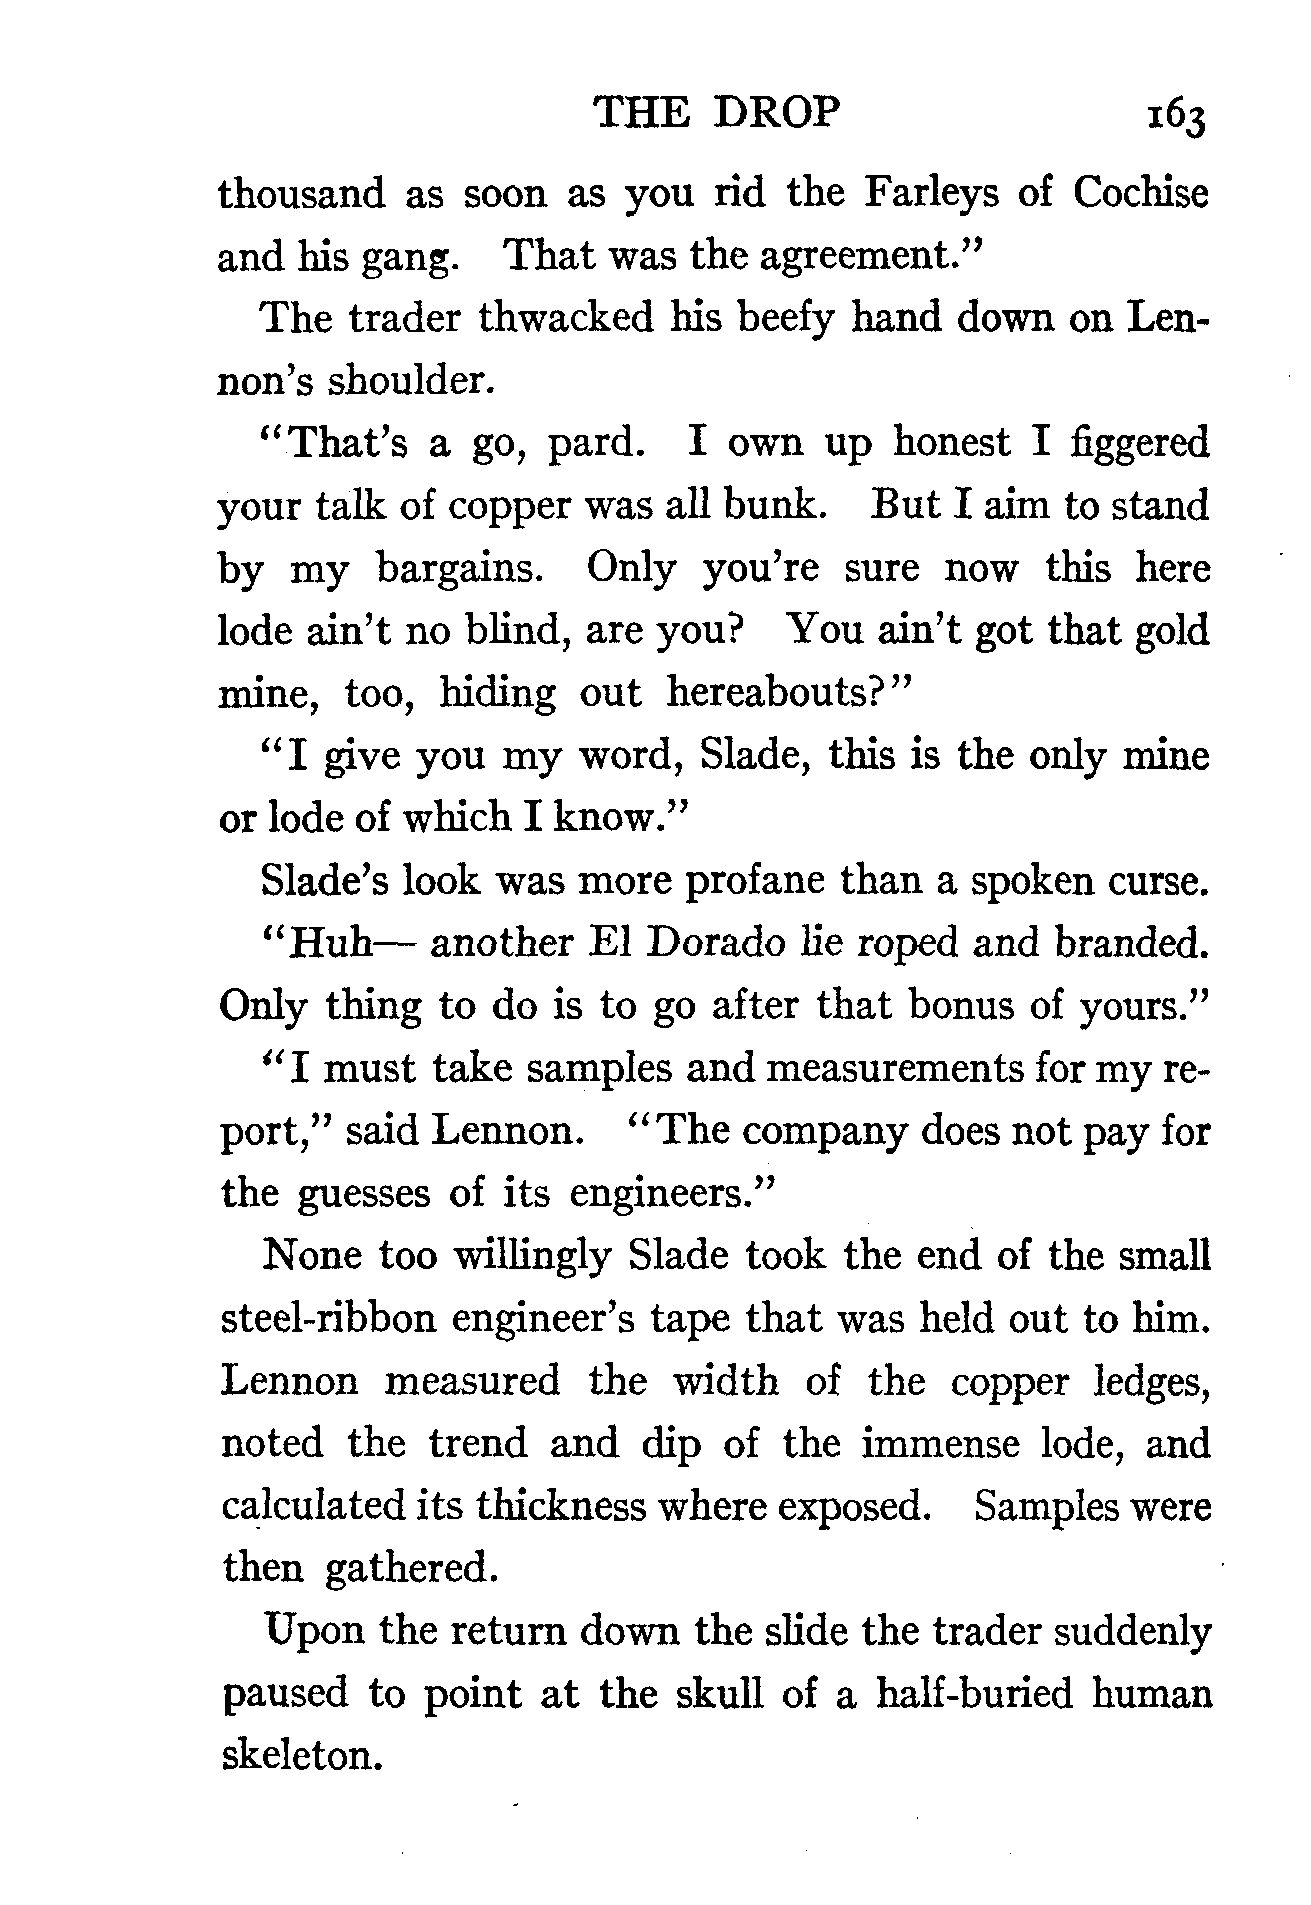 THE DROP 163
thousand as soon as you rid the Farleys of Cochise
and his gang. That was the agreement."
The trader thwacked his beefy hand down on Len-
non's shoulder.
"That's a go, pard. I own up honest I figgered
your talk of copper was all bunk. But I aim to stand
by my bargains. Only you're sure now this here
lode ain't no blind, are you? You ain't got that gold
mine, too, hiding out hereabouts?"
"I give you my word, Slade, this is the only mine
or lode of which I know."
Slade's look was more profane than a spoken curse.
"Huh— another El Dorado lie roped and branded.
Only thing to do is to go after that bonus of yours."
"I must take samples and measurements for my re-
port," said Lennon. "The company does not pay for
the guesses of its engineers."
None too willingly Slade took the end of the small
steel-ribbon engineer's tape that was held out to him.
Lennon measured the width of the copper ledges,
noted the trend and dip of the immense lode, and
calculated its thickness where exposed. Samples were
then gathered.
Upon the return down the slide the trader suddenly
paused to point at the skull of a half-buried human
skeleton.